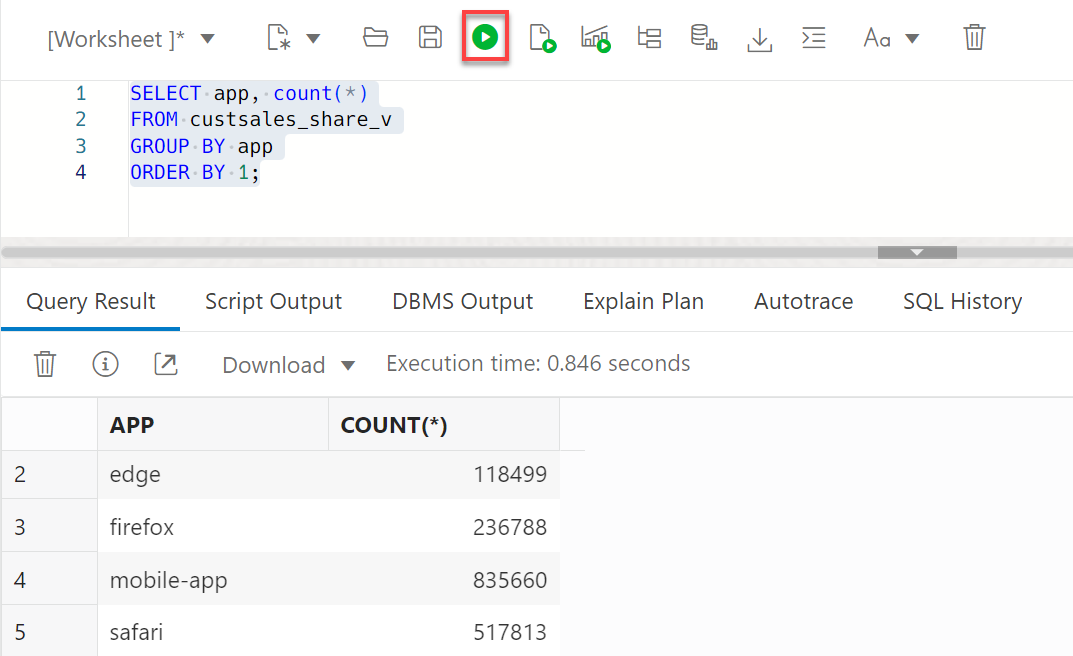 [Worksheet ]*
Aa
1 SELECT app, count(*)
2 FROM custsales_share_v
3 GROUP BY app
4 ORDER BY 1;
Query Result Script Output DBMS Output Explain Plan Autotrace SQL History
Download Execution time: 0.846 seconds
APP COUNT(*)
2 edge 118499
3 firefox 236788
4 mobile-app 835660
5 safari 517813